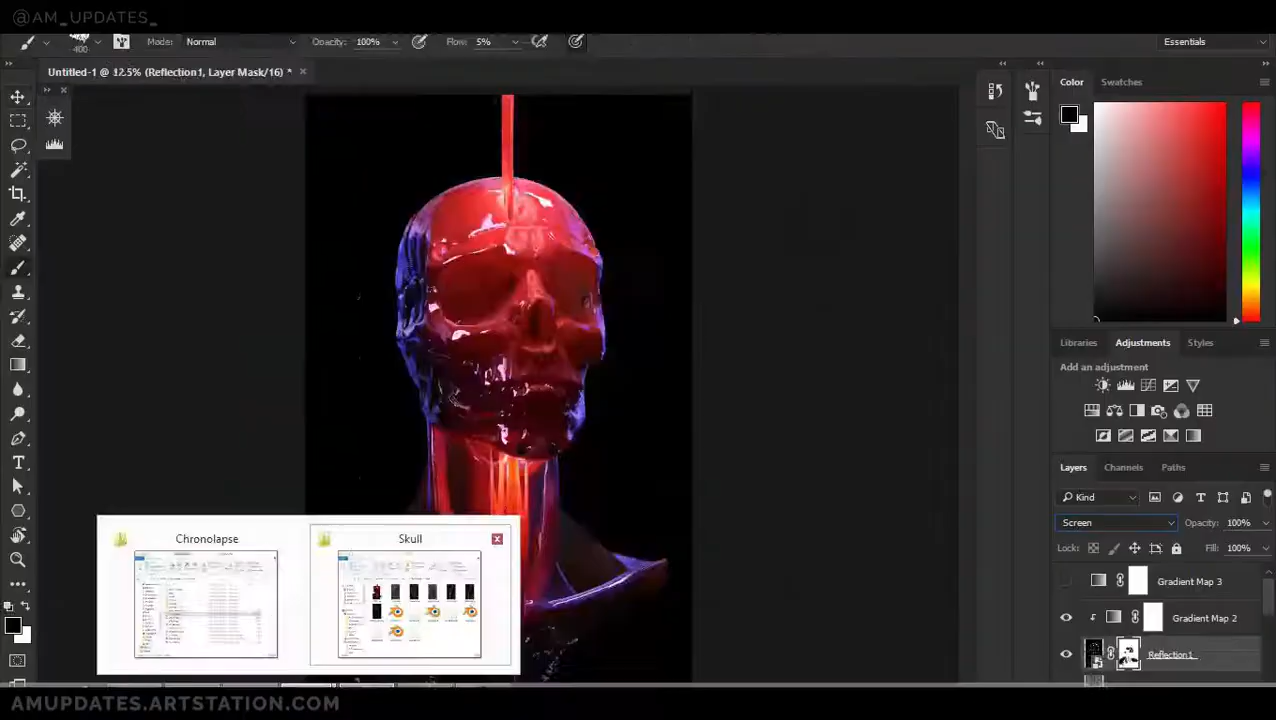 @AM_UPDATES_
400
Mode: Normal
Opacity: 100%
Flow: 5%
Essentials
Untitled-1 @ 12.5% (Reflection1, Layer Mask/16) *
Color
Swatches
Libraries
Adjustments
Styles
Add an adjustment
Layers
Channels
Paths
Kind
Screen
Opacity: 100%
Lock:
Fill: 100%
Gradient Map 3
Gradient Map 2
Reflection1
Chronolapse
Skull
AMUPDATES.ARTSTATION.COM